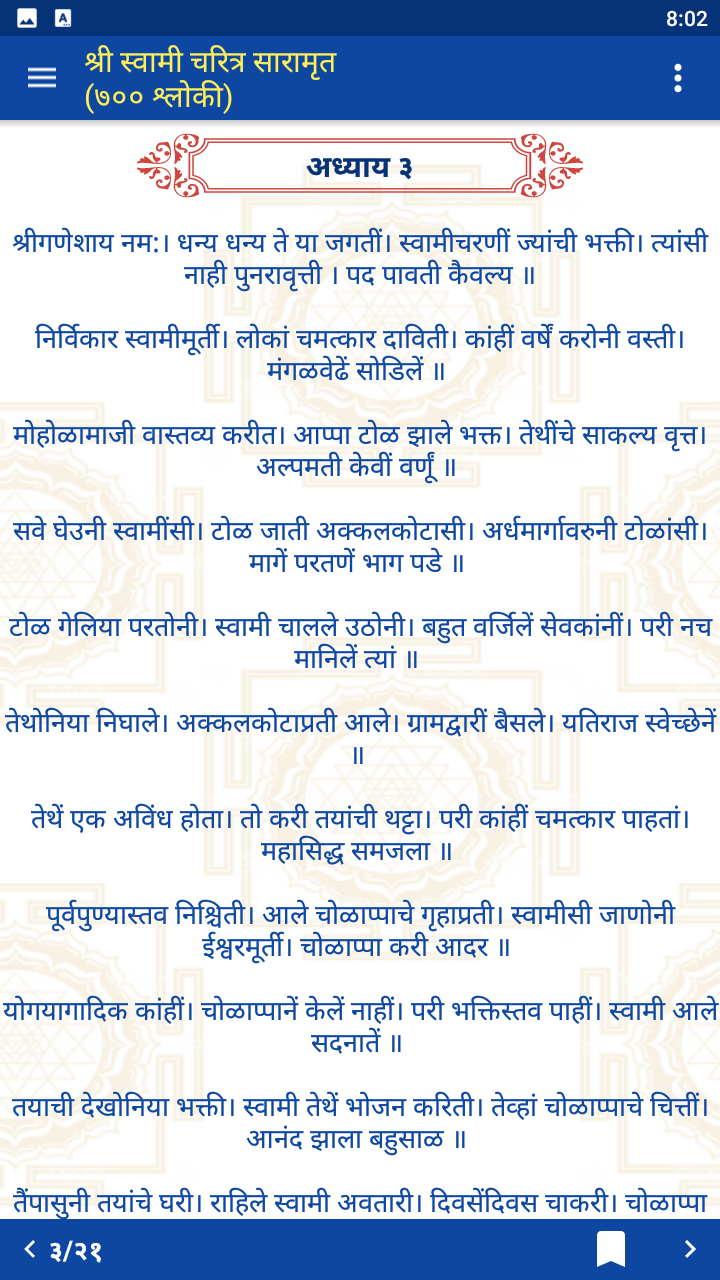 8:02
श्री स्वामी चरित्र सारामृत
(७०० श्लोकी)
अध्याय ३
श्रीगणेशाय नम:। धन्य धन्य ते या जगतीं। स्वामीचरणीं ज्यांची भक्ती। त्यांसी
नाही पुनरावृत्ती । पद पावती कैवल्य ॥
निर्विकार स्वामीमूर्ती। लोकां चमत्कार दाविती। कांहीं वर्षें करोनी वस्ती।
मंगळवेढें सोडिलें ॥
मोहोळामाजी वास्तव्य करीत। आप्पा टोळ झाले भक्त। तेथींचे साकल्य वृत्त।
अल्पमती केवीं वर्णूं ॥
सवे घेउनी स्वामींसी। टोळ जाती अक्कलकोटासी। अर्धमार्गावरुनी टोळांसी।
मागें परतणें भाग पडे ॥
टोळ गेलिया परतोनी। स्वामी चालले उठोनी। बहुत वर्जिलें सेवकांनीं। परी नच
मानिलें त्यां ॥
तेथोनिया निघाले। अक्कलकोटाप्रती आले। ग्रामद्वारीं बैसले। यतिराज स्वेच्छेनें
॥
तेथें एक अविंध होता। तो करी तयांची थट्टा। परी कांहीं चमत्कार पाहतां।
महासिद्ध समजला ॥
पूर्वपुण्यास्तव निश्चिती। आले चोळाप्पाचे गृहाप्रती। स्वामीसी जाणोनी
ईश्वरमूर्ती। चोळाप्पा करी आदर ॥
योगयागादिक कांहीं। चोळाप्पानें केलें नाहीं। परी भक्तिस्तव पाहीं। स्वामी आले
सदनातें ॥
तयाची देखोनिया भक्ती। स्वामी तेथें भोजन करिती। तेव्हां चोळाप्पाचे चित्तीं।
आनंद झाला बहुसाळ ॥
तैंपासुनी तयांचे घरी। राहिले स्वामी अवतारी। दिवसेंदिवस चाकरी। चोळाप्पा
३/२१